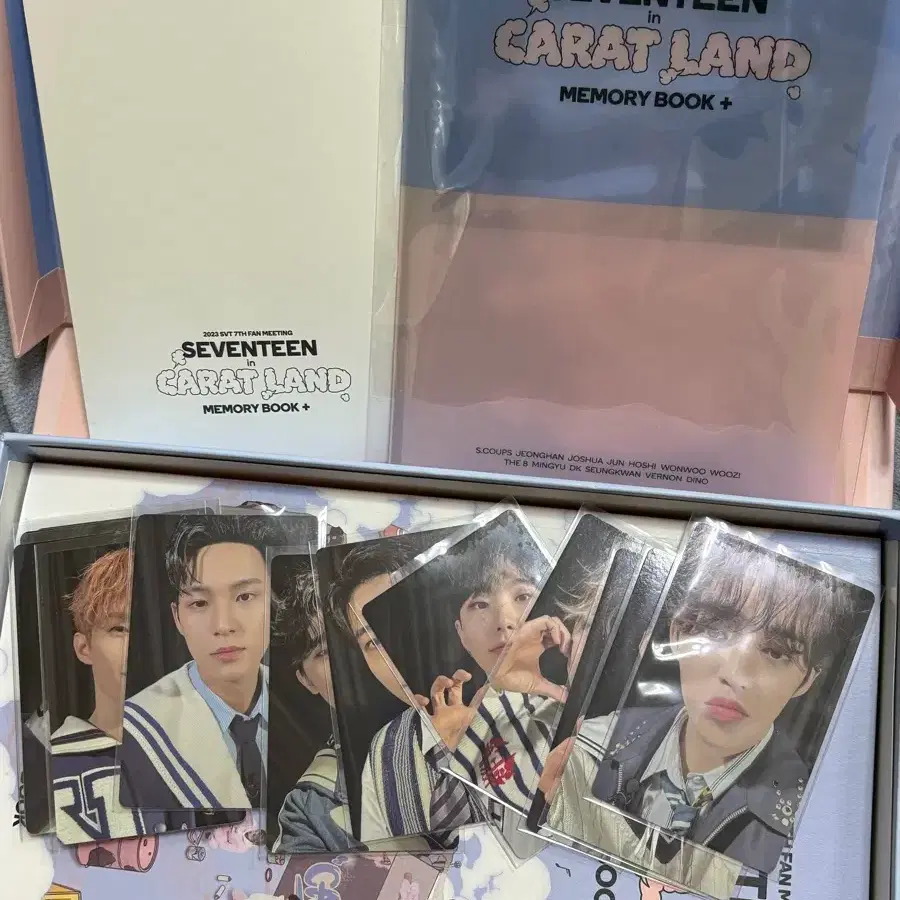 SEVENTEEN
in
CARAT LAND
MEMORY BOOK +
2023 SVT 7TH FAN MEETING
SEVENTEEN
in
CARAT LAND
MEMORY BOOK +
S.COUPS JEONGHAN JOSHUA JUN HOSHI WONWOO WOOZI
THE 8 MINGYU DK SEUNGKWAN VERNON DINO